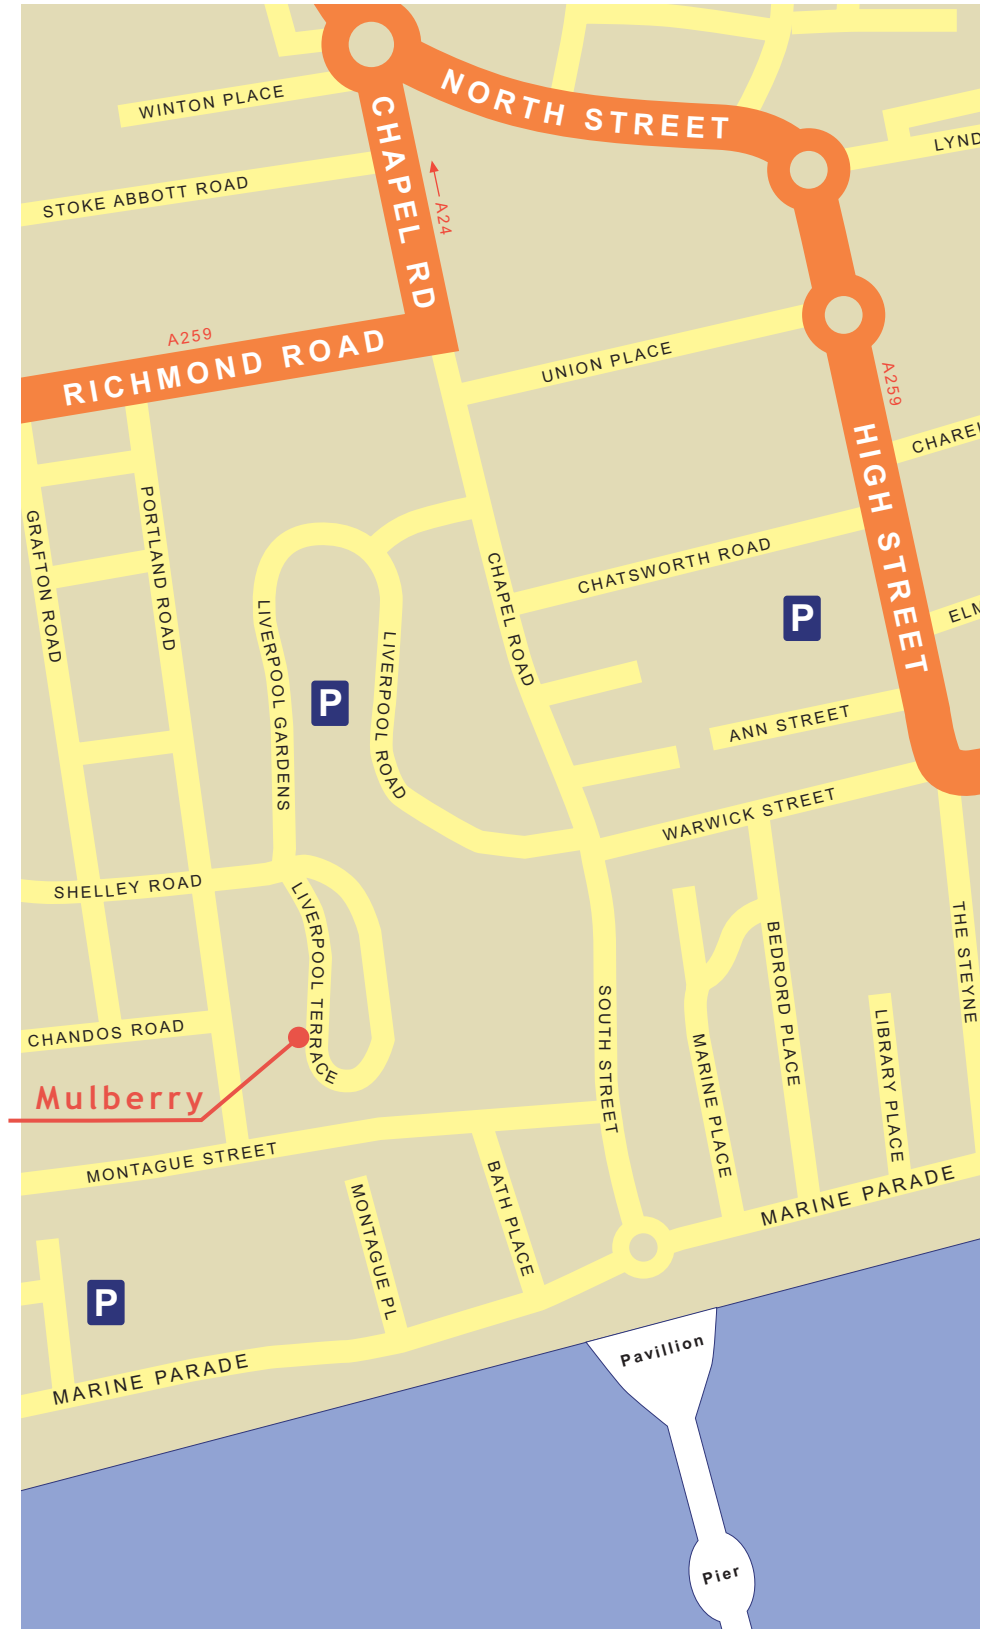 NORTH STREET
WINTON PLACE
CHAPEL RD
LYND
STOKE ABBOTT ROAD
A24
A259
RICHMOND ROAD
UNION PLACE
A259
HIGH STREET
CHAREL
GRAFTON ROAD
PORTLAND ROAD
CHATSWORTH ROAD
CHAPEL ROAD
P
ELM
LIVERPOOL GARDENS
LIVERPOOL ROAD
P
ANN STREET
WARWICK STREET
SHELLEY ROAD
LIVERPOOL TERRACE
THE STEYNE
BEDRORD PLACE
SOUTH STREET
LIBRARY PLACE
MARINE PLACE
CHANDOS ROAD
Mulberry
MONTAGUE STREET
BATH PLACE
MONTAGUE PL
MARINE PARADE
P
MARINE PARADE
Pavillion
Pier